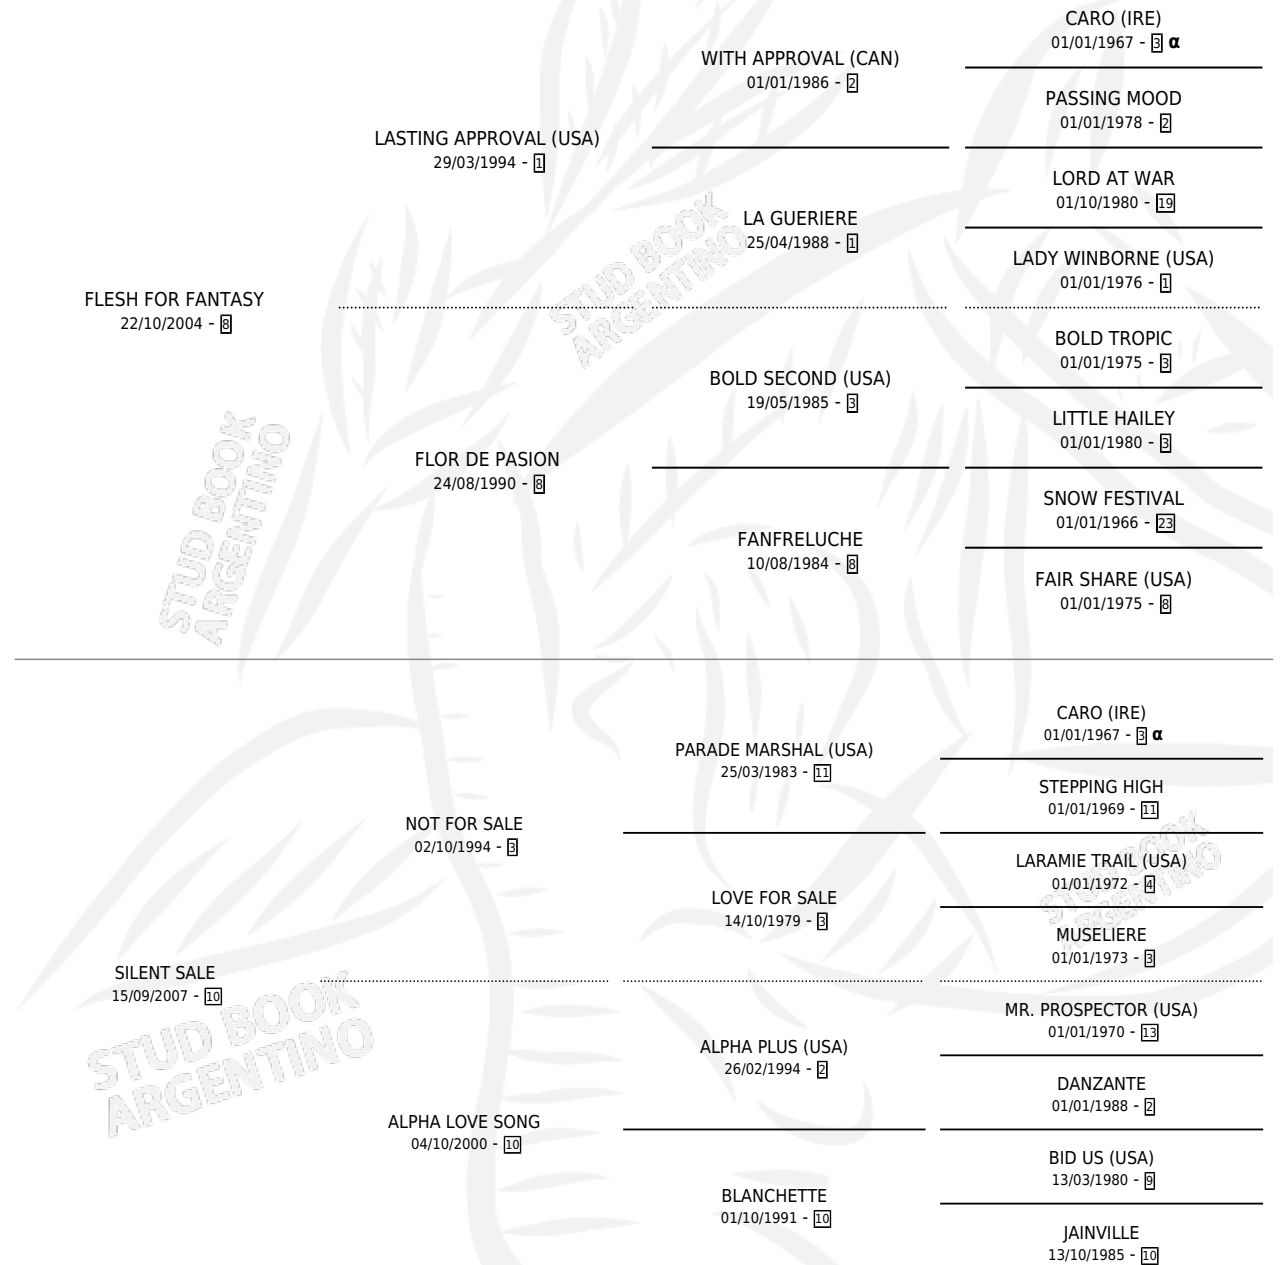 CARO (IRE)
01/01/1967 - 3 α
WITH APPROVAL (CAN)
01/01/1986 - 2
PASSING MOOD
01/01/1978 - 2
LASTING APPROVAL (USA)
29/03/1994 - 1
LORD AT WAR
01/10/1980 - 19
LA GUERIERE
25/04/1988 - 1
LADY WINBORNE (USA)
01/01/1976 - 1
FLESH FOR FANTASY
22/10/2004 - 8
BOLD TROPIC
01/01/1975 - 3
BOLD SECOND (USA)
19/05/1985 - 3
LITTLE HAILEY
01/01/1980 - 3
FLOR DE PASION
24/08/1990 - 8
SNOW FESTIVAL
01/01/1966 - 23
FANFRELUCHE
10/08/1984 - 8
FAIR SHARE (USA)
01/01/1975 - 8
STUD BOOK
ARGENTINO
STUD BOOK
ARGENTINO
CARO (IRE)
01/01/1967 - 3 α
PARADE MARSHAL (USA)
25/03/1983 - 11
STEPPING HIGH
01/01/1969 - 11
NOT FOR SALE
02/10/1994 - 3
LARAMIE TRAIL (USA)
01/01/1972 - 4
LOVE FOR SALE
14/10/1979 - 3
MUSELIERE
01/01/1973 - 3
SILENT SALE
15/09/2007 - 10
MR. PROSPECTOR (USA)
01/01/1970 - 13
ALPHA PLUS (USA)
26/02/1994 - 2
DANZANTE
01/01/1988 - 2
ALPHA LOVE SONG
04/10/2000 - 10
BID US (USA)
13/03/1980 - 9
BLANCHETTE
01/10/1991 - 10
JAINVILLE
13/10/1985 - 10
STUD BOOK
ARGENTINO
STUD BOOK
ARGENTINO